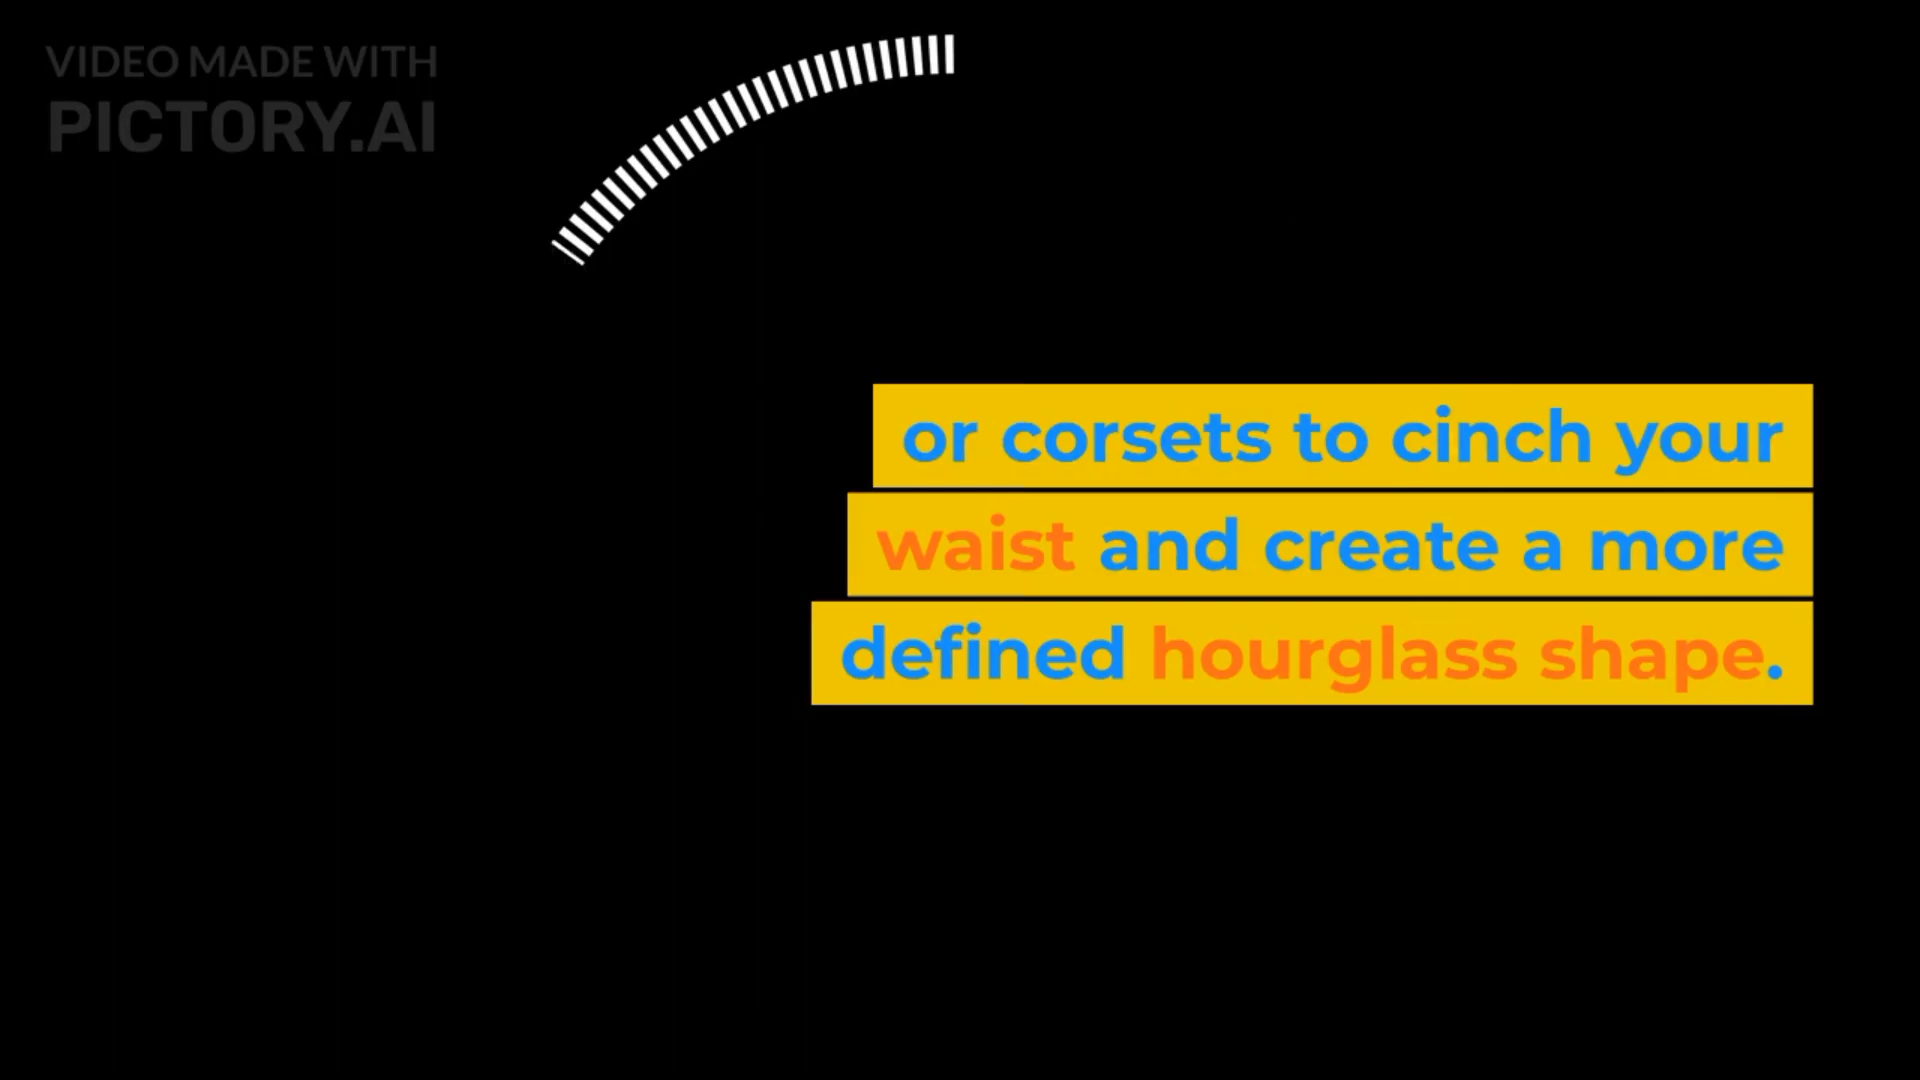 VIDEO MADE WITH
PICTORY.AI
or corsets to cinch your
waist and create a more
defined hourglass shape.